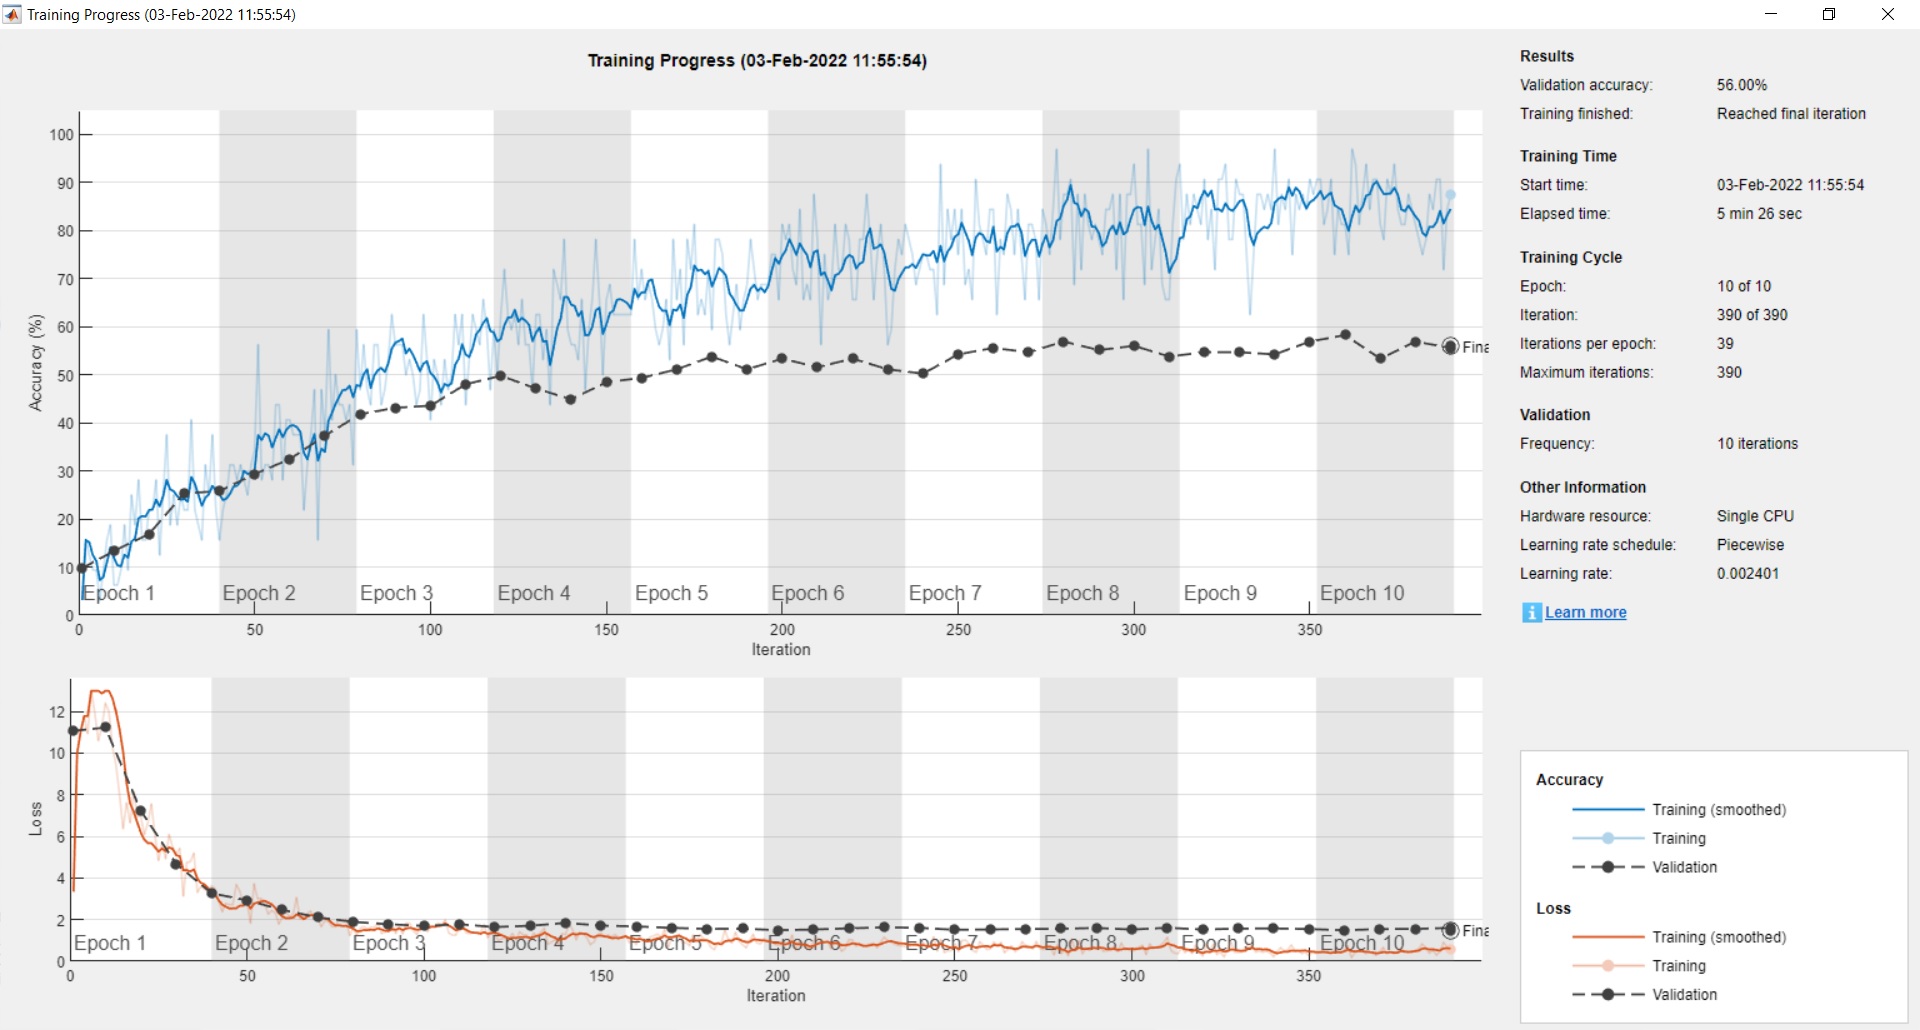 Training Progress (03-Feb-2022 11:55:54)
Training Progress (03-Feb-2022 11:55:54)
100
90
80
70
60
50
40
30
20
10
0
Accuracy (%)
Fina
Epoch 1 Epoch 2 Epoch 3 Epoch 4 Epoch 5 Epoch 6 Epoch 7 Epoch 8 Epoch 9 Epoch 10
0 50 100 150 200 250 300 350
Iteration
12
10
8
6
4
2
0
Loss
Fina
Epoch 1 Epoch 2 Epoch 3 Epoch 4 Epoch 5 Epoch 6 Epoch 7 Epoch 8 Epoch 9 Epoch 10
0 50 100 150 200 250 300 350
Iteration
Results
Validation accuracy: 56.00%
Training finished: Reached final iteration
Training Time
Start time: 03-Feb-2022 11:55:54
Elapsed time: 5 min 26 sec
Training Cycle
Epoch: 10 of 10
Iteration: 390 of 390
Iterations per epoch: 39
Maximum iterations: 390
Validation
Frequency: 10 iterations
Other Information
Hardware resource: Single CPU
Learning rate schedule: Piecewise
Learning rate: 0.002401
i Learn more
Accuracy
Training (smoothed)
Training
Validation
Loss
Training (smoothed)
Training
Validation